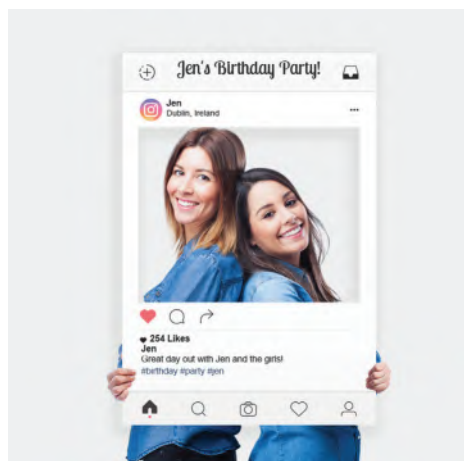 Jen's Birthday Party!
Jen
Dublin, Ireland
254 Likes
Jen
Great day out with Jen and the girls!
#birthday #party #jen